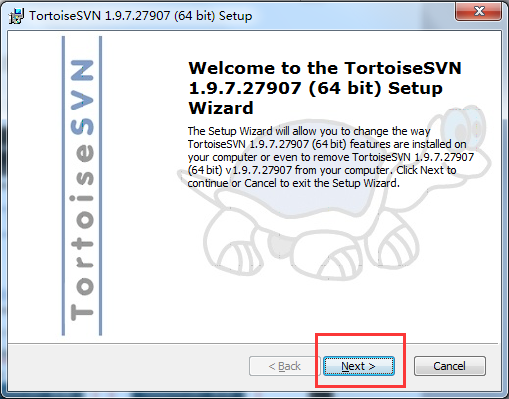 TortoiseSVN 1.9.7.27907 (64 bit) Setup
TortoiseSVN
Welcome to the TortoiseSVN
1.9.7.27907 (64 bit) Setup
Wizard
The Setup Wizard will allow you to change the way
TortoiseSVN 1.9.7.27907 (64 bit) features are installed on
your computer or even to remove TortoiseSVN 1.9.7.27907
(64 bit) v1.9.7.27907 from your computer. Click Next to
continue or Cancel to exit the Setup Wizard.
< Back
Next >
Cancel